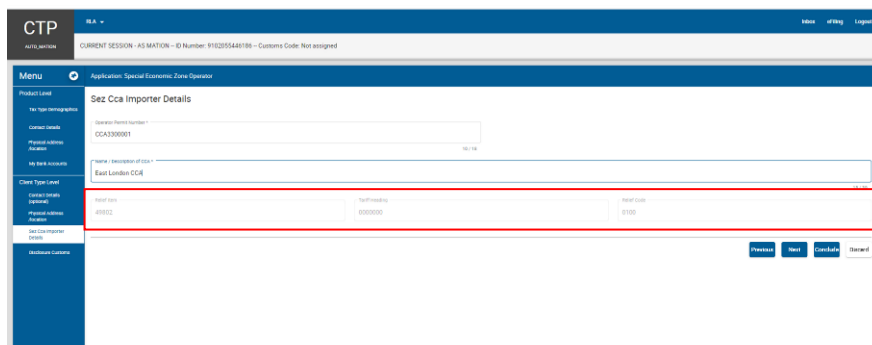 CTP
AUTO_MATION
RLA
Inbox eFiling Logout
CURRENT SESSION - AS MATION -- ID Number: 9102055446186 -- Customs Code: Not assigned
Menu
Application: Special Economic Zone Operator
Product Level
Tax Type Demographics
Contact Details
Physical Address
/location
My Bank Accounts
Client Type Level
Contact Details
(optional)
Physical Address
/location
Sez Cca Importer
Details
Disclosure Customs
Sez Cca Importer Details
Operator Permit Number *
CCA3300001
Name / Description of CCA *
East London CCA
Relief Item
49802
Tariff Heading
0000000
Relief Code
0100
Previous Next Conclude Discard